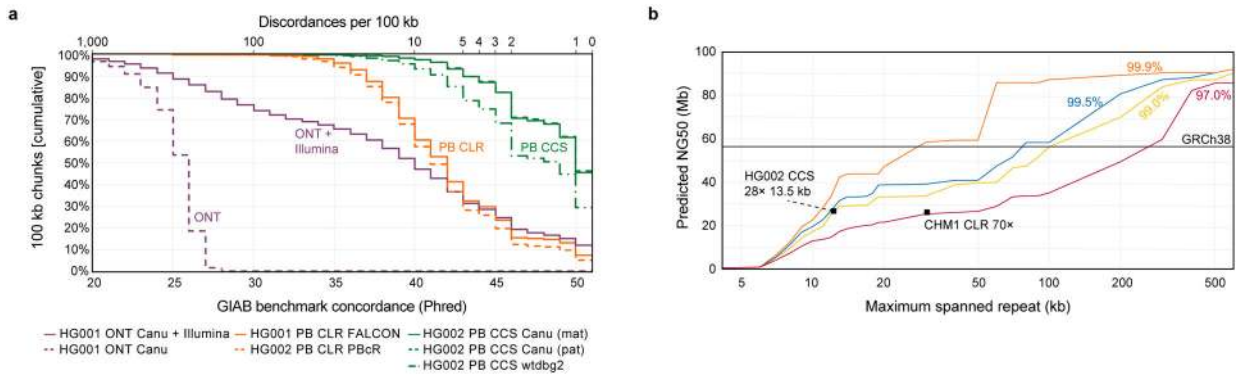 a
Discordances per 100 kb
1,000 100 10 5 4 3 2 1 0
100%
90%
80%
70%
60%
50%
40%
30%
20%
10%
0%
100 kb chunks [cumulative]
ONT +
Illumina
PB CLR
PB CCS
ONT
20 25 30 35 40 45 50
GIAB benchmark concordance (Phred)
HG001 ONT Canu + Illumina
HG001 ONT Canu
HG001 PB CLR FALCON
HG002 PB CLR PBcR
HG002 PB CCS Canu (mat)
HG002 PB CCS Canu (pat)
HG002 PB CCS wtdbg2
b
100
80
60
40
20
0
Predicted NG50 (Mb)
99.9%
99.5%
99.0%
97.0%
GRCh38
HG002 CCS
28× 13.5 kb
CHM1 CLR 70×
5 10 20 50 100 200 500
Maximum spanned repeat (kb)